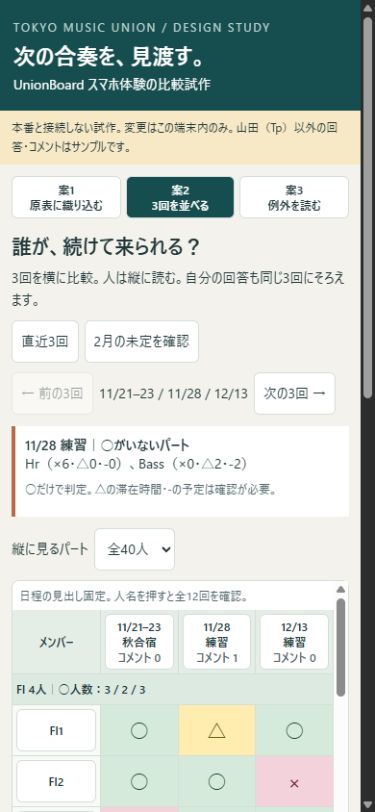 TOKYO MUSIC UNION / DESIGN STUDY
次の合奏を、見渡す。
UnionBoard スマホ体験の比較試作
本番と接続しない試作。変更はこの端末内のみ。山田（Tp）以外の回
答・コメントはサンプルです。
案1
原表に織り込む
案2
3回を並べる
案3
例外を読む
誰が、続けて来られる？
3回を横に比較。人は縦に読む。自分の回答も同じ3回にそろえ
ます。
直近3回
2月の未定を確認
← 前の3回
11/21–23 / 11/28 / 12/13
次の3回 →
11/28 練習｜○がいないパート
Hr（×6・△0・-0）、Bass（×0・△2・-2）
○だけで判定。△の滞在時間・-の予定は確認が必要。
縦に見るパート
全40人
日程の見出し固定。人名を押すと全12回を確認。
メンバー
11/21–23
秋合宿
コメント 0
11/28
練習
コメント 1
12/13
練習
コメント 0
Fl 4人｜○人数：3 / 2 / 3
Fl1
○
△
○
Fl2
○
○
×